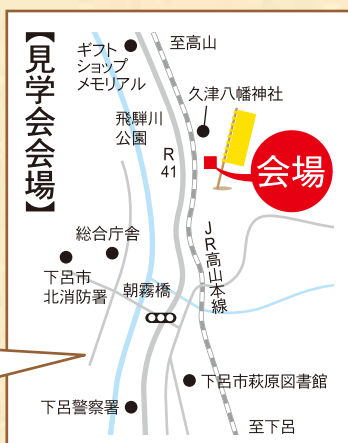 【見学会会場】
ギフト
ショップ
メモリアル
至高山
久津八幡神社
飛騨川
公園
R
41
会場
総合庁舎
下呂市
北消防署
朝霧橋
JR高山本線
下呂市萩原図書館
下呂警察署
至下呂